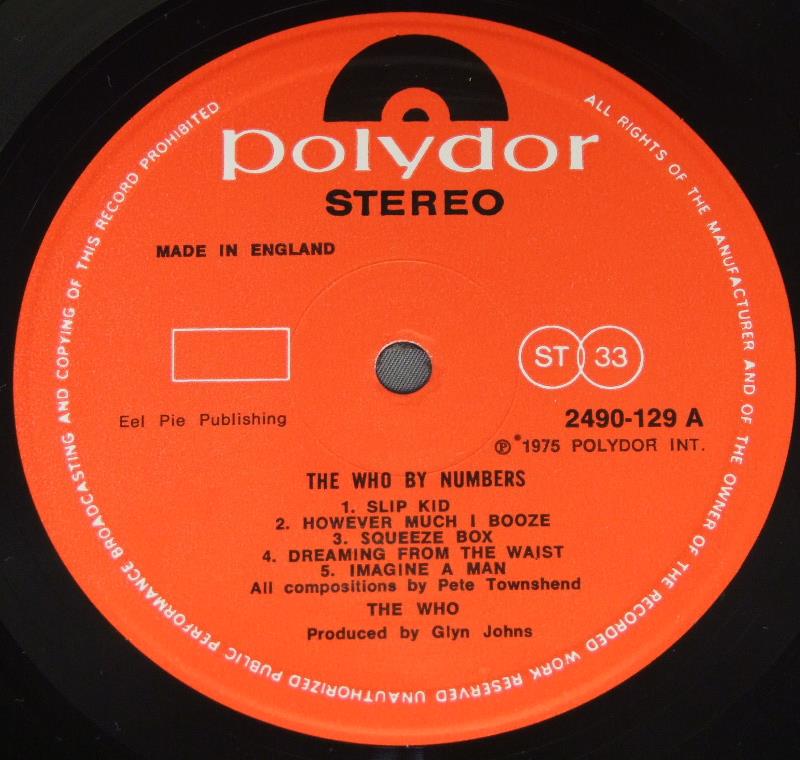 polydor
STEREO
MADE IN ENGLAND
ST 33
Eel Pie Publishing
2490-129 A
℗ 1975 POLYDOR INT.
THE WHO BY NUMBERS
1. SLIP KID
2. HOWEVER MUCH I BOOZE
3. SQUEEZE BOX
4. DREAMING FROM THE WAIST
5. IMAGINE A MAN
All compositions by Pete Townshend
THE WHO
Produced by Glyn Johns
ALL RIGHTS OF THE MANUFACTURER AND OF THE OWNER OF THE RECORDED WORK RESERVED UNAUTHORIZED PUBLIC PERFORMANCE BROADCASTING AND COPYING OF THIS RECORD PROHIBITED